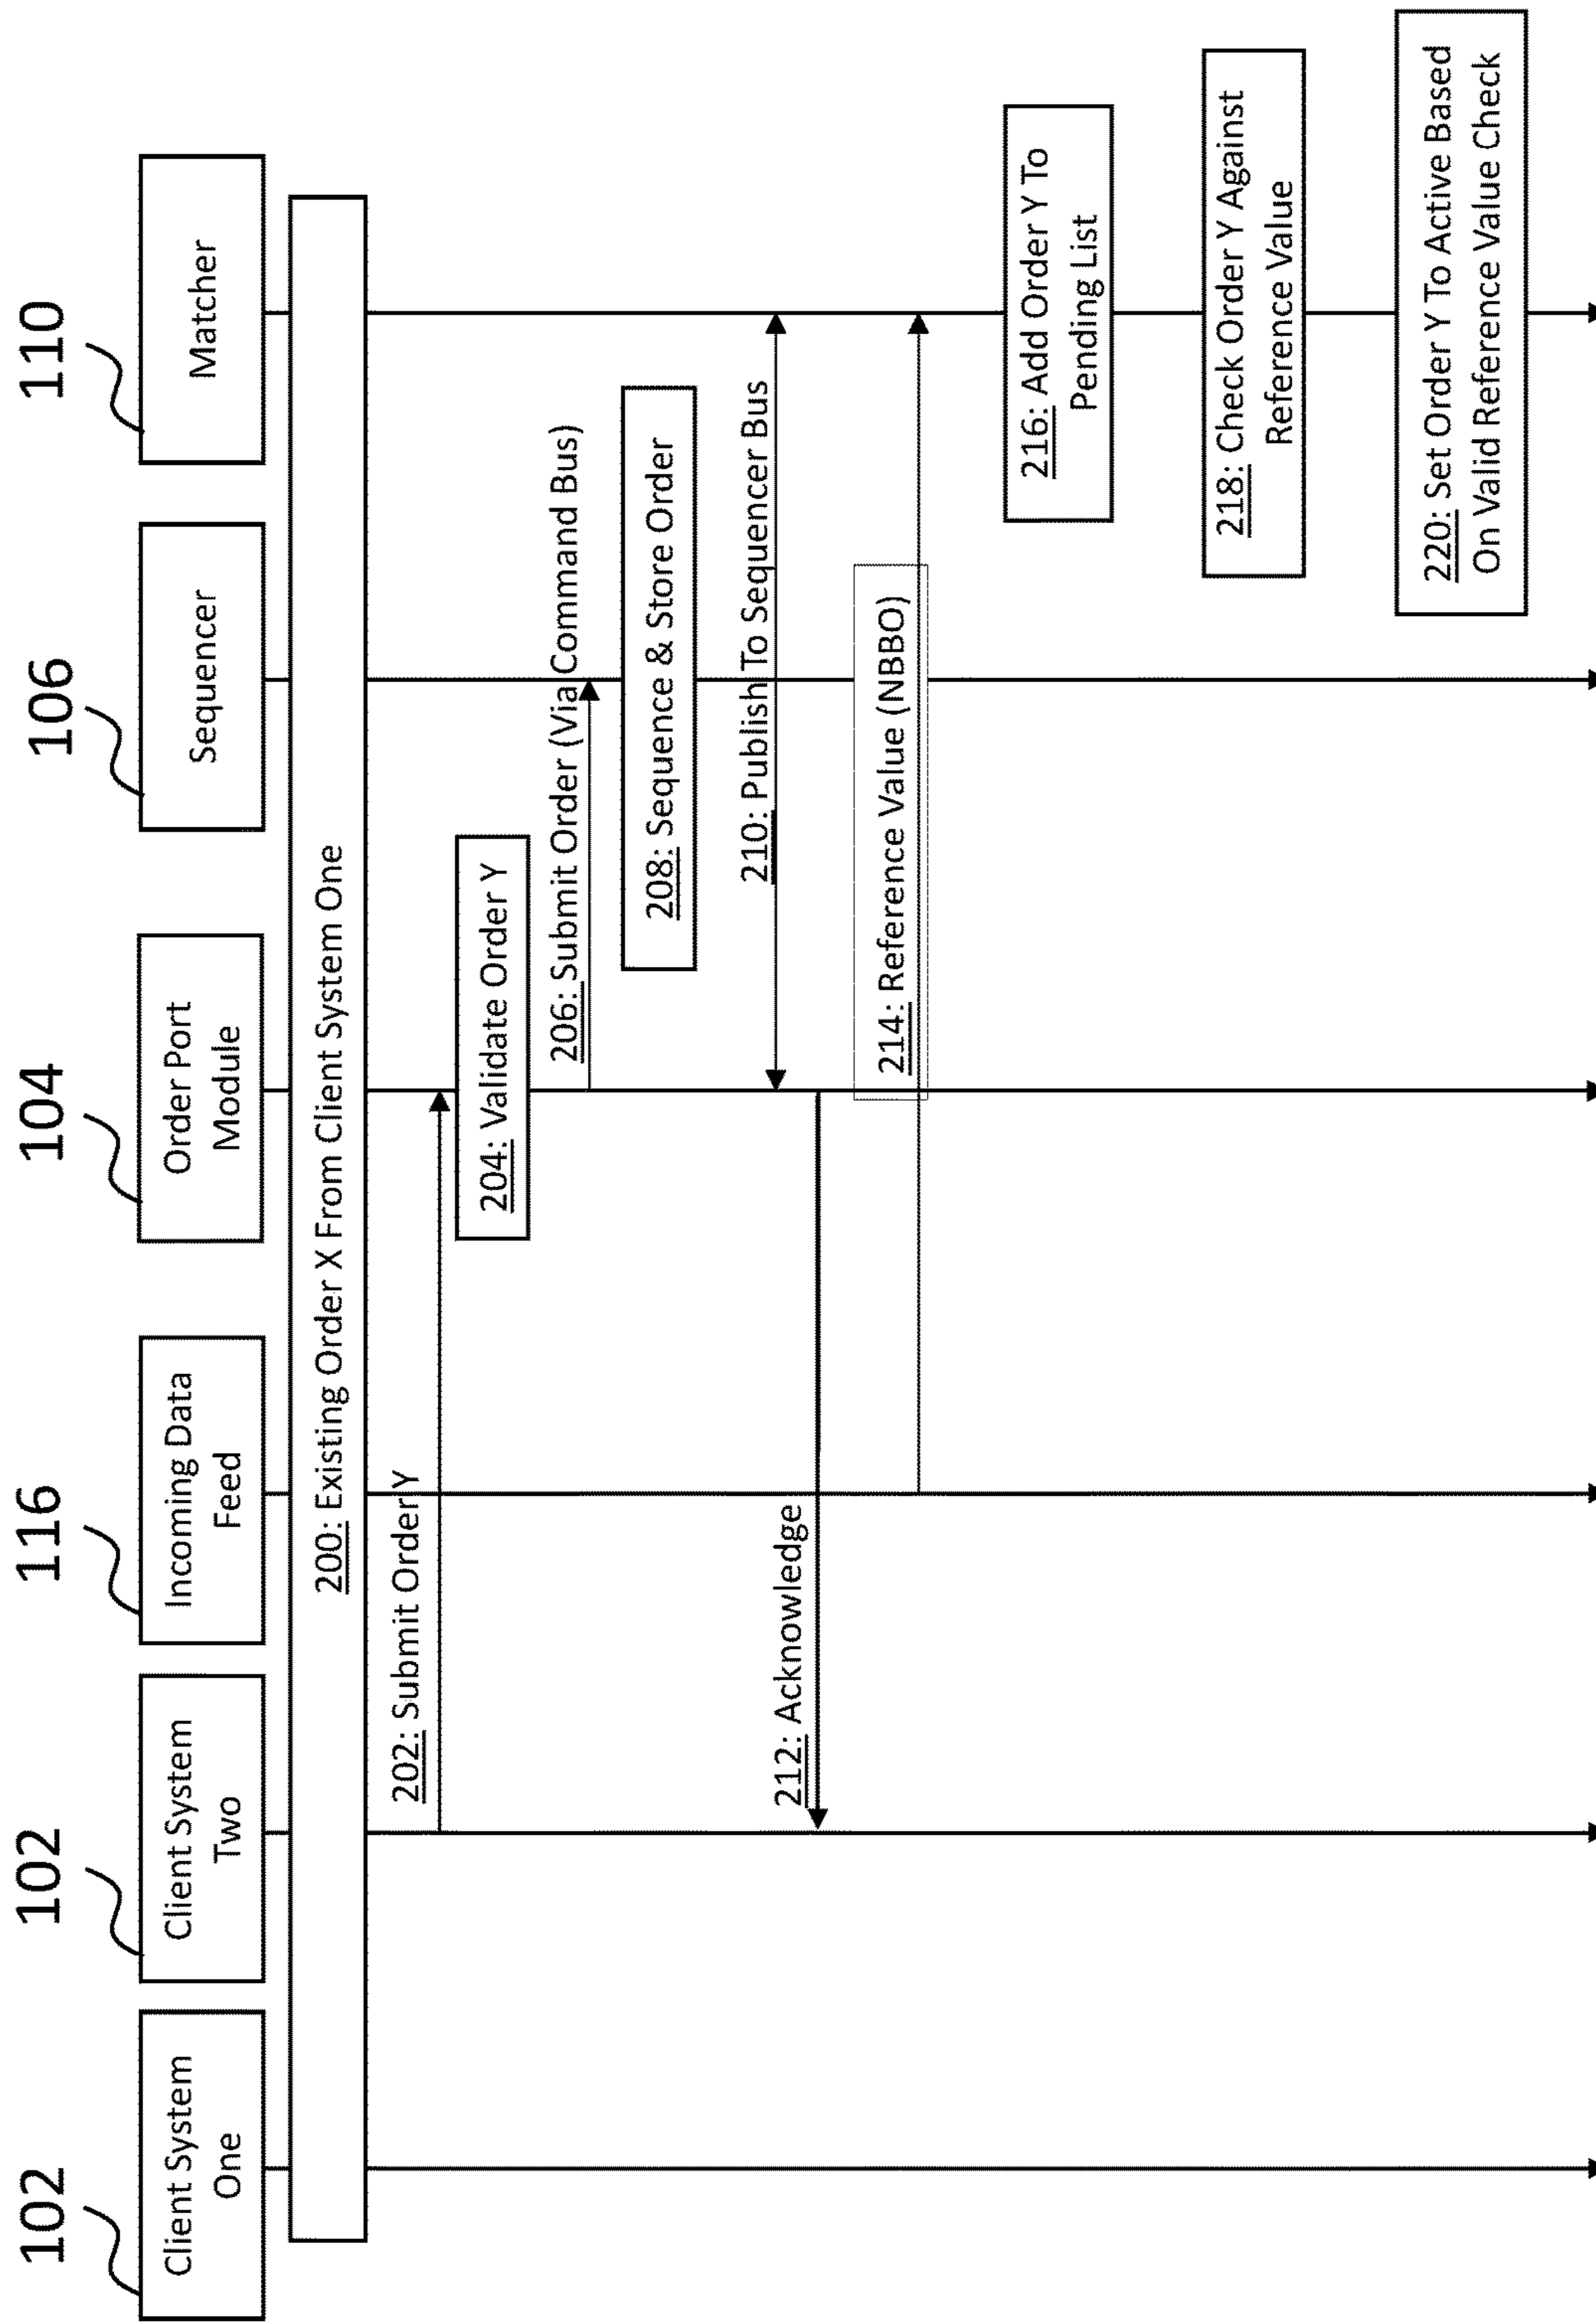 102
102
116
104
106
110
Client System
One
Client System
Two
Incoming Data
Feed
Order Port
Module
Sequencer
Matcher
200: Existing Order X From Client System One
202: Submit Order Y
204: Validate Order Y
206: Submit Order (Via Command Bus)
208: Sequence & Store Order
210: Publish To Sequencer Bus
212: Acknowledge
214: Reference Value (NBBO)
216: Add Order Y To
Pending List
218: Check Order Y Against
Reference Value
220: Set Order Y To Active Based
On Valid Reference Value Check